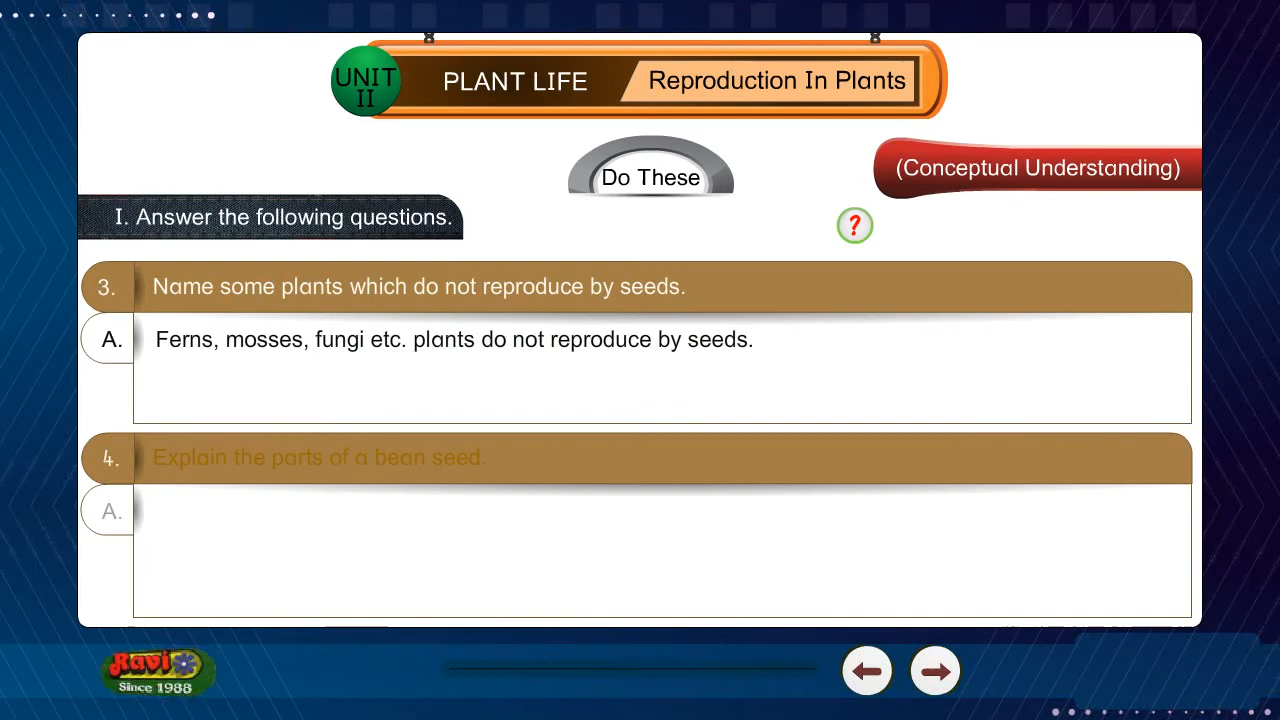 UNIT
II
PLANT LIFE
Reproduction In Plants
Do These
(Conceptual Understanding)
I. Answer the following questions.
?
3. Name some plants which do not reproduce by seeds.
A. Ferns, mosses, fungi etc. plants do not reproduce by seeds.
4. Explain the parts of a bean seed.
A.
Ravi
Since 1988